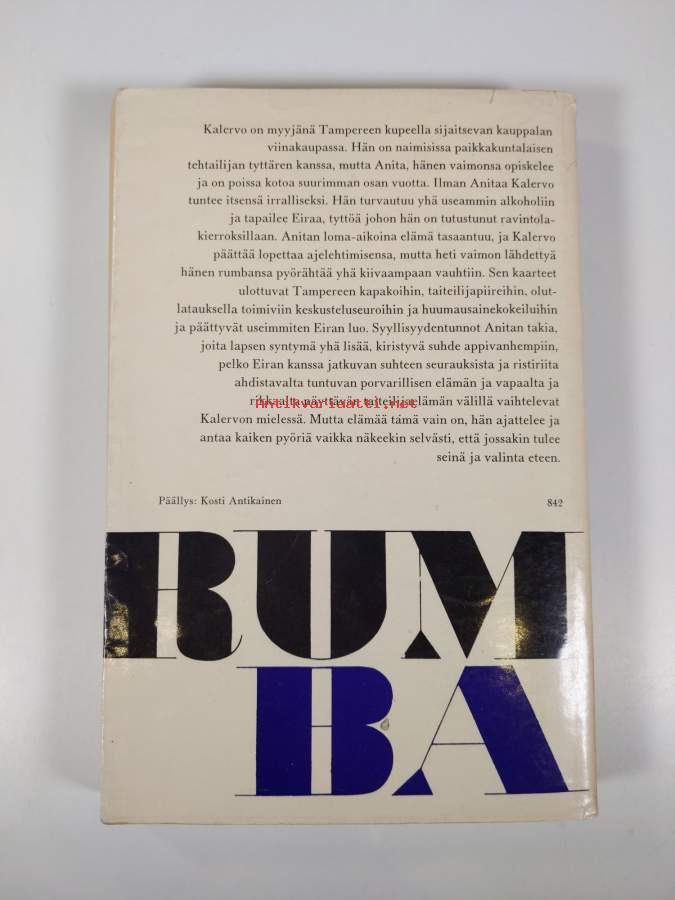 Kalervo on myyjänä Tampereen kupeella sijaitsevan kauppalan
viinakaupassa. Hän on naimisissa paikkakuntalaisen
tehtailijan tyttären kanssa, mutta Anita, hänen vaimonsa opiskelee
ja on poissa kotoa suurimman osan vuotta. Ilman Anitaa Kalervo
tuntee itsensä irralliseksi. Hän turvautuu yhä useammin alkoholiin
ja tapailee Eiraa, tyttöä johon hän on tutustunut ravintola-
kierroksillaan. Anitan loma-aikoina elämä tasaantuu, ja Kalervo
päättää lopettaa ajelehtimisensa, mutta heti vaimon lähdettyä
hänen rumbansa pyörähtää yhä kiivaampaan vauhtiin. Sen kaarteet
ulottuvat Tampereen kapakoihin, taiteilijapiireihin, olut-
latauksella toimiviin keskusteluseuroihin ja huumausainekokeiluihin
ja päättyvät useimmiten Eiran luo. Syyllisyydentunnot Anitan takia,
joita lapsen syntymä yhä lisää, kiristyvä suhde appivanhempiin,
pelko Eiran kanssa jatkuvan suhteen seurauksista ja ristiriita
ahdistavalta tuntuvan porvarillisen elämän ja vapaalta ja
rikkaalta näyttävän taiteilijaelämän välillä vaihtelevat
Antikvariaatti.net
Kalervon mielessä. Mutta elämää tämä vain on, hän ajattelee ja
antaa kaiken pyöriä vaikka näkeekin selvästi, että jossakin tulee
seinä ja valinta eteen.
Päällys: Kosti Antikainen 842
RUM
BA